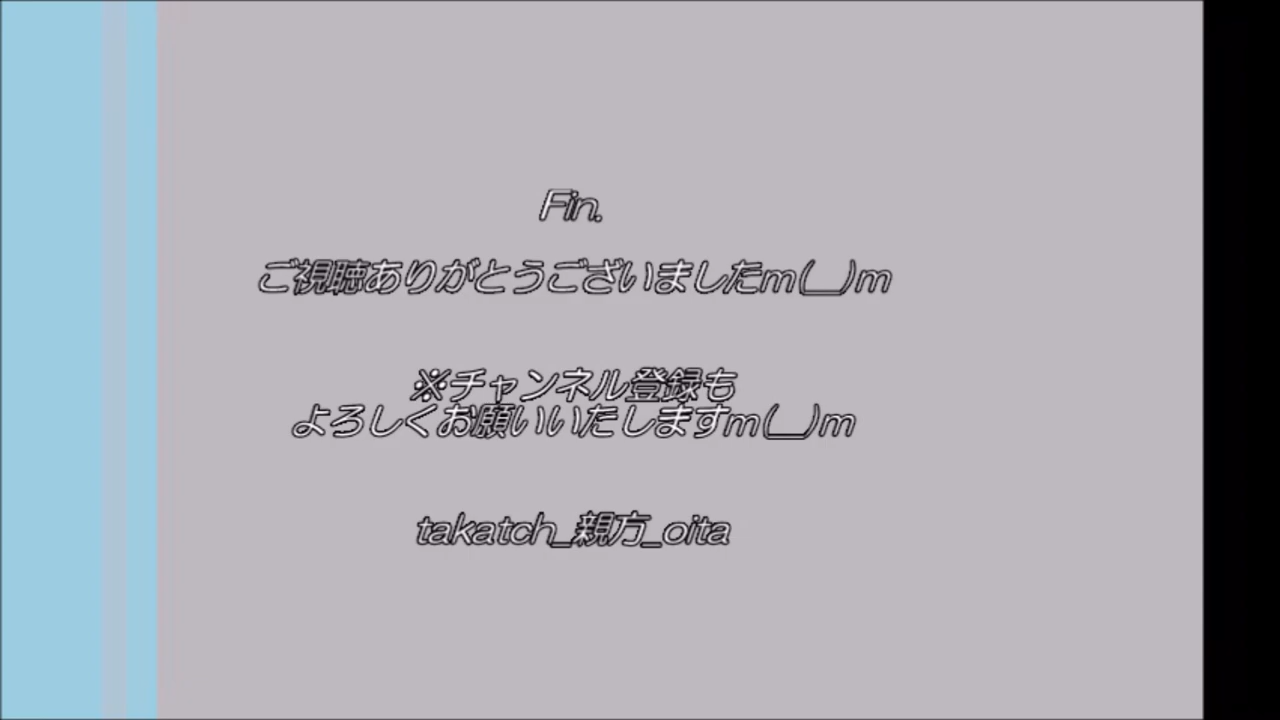 Fin.
ご視聴ありがとうございましたm(__)m
※チャンネル登録も
よろしくお願いいたしますm(__)m
takatch_親方_oita